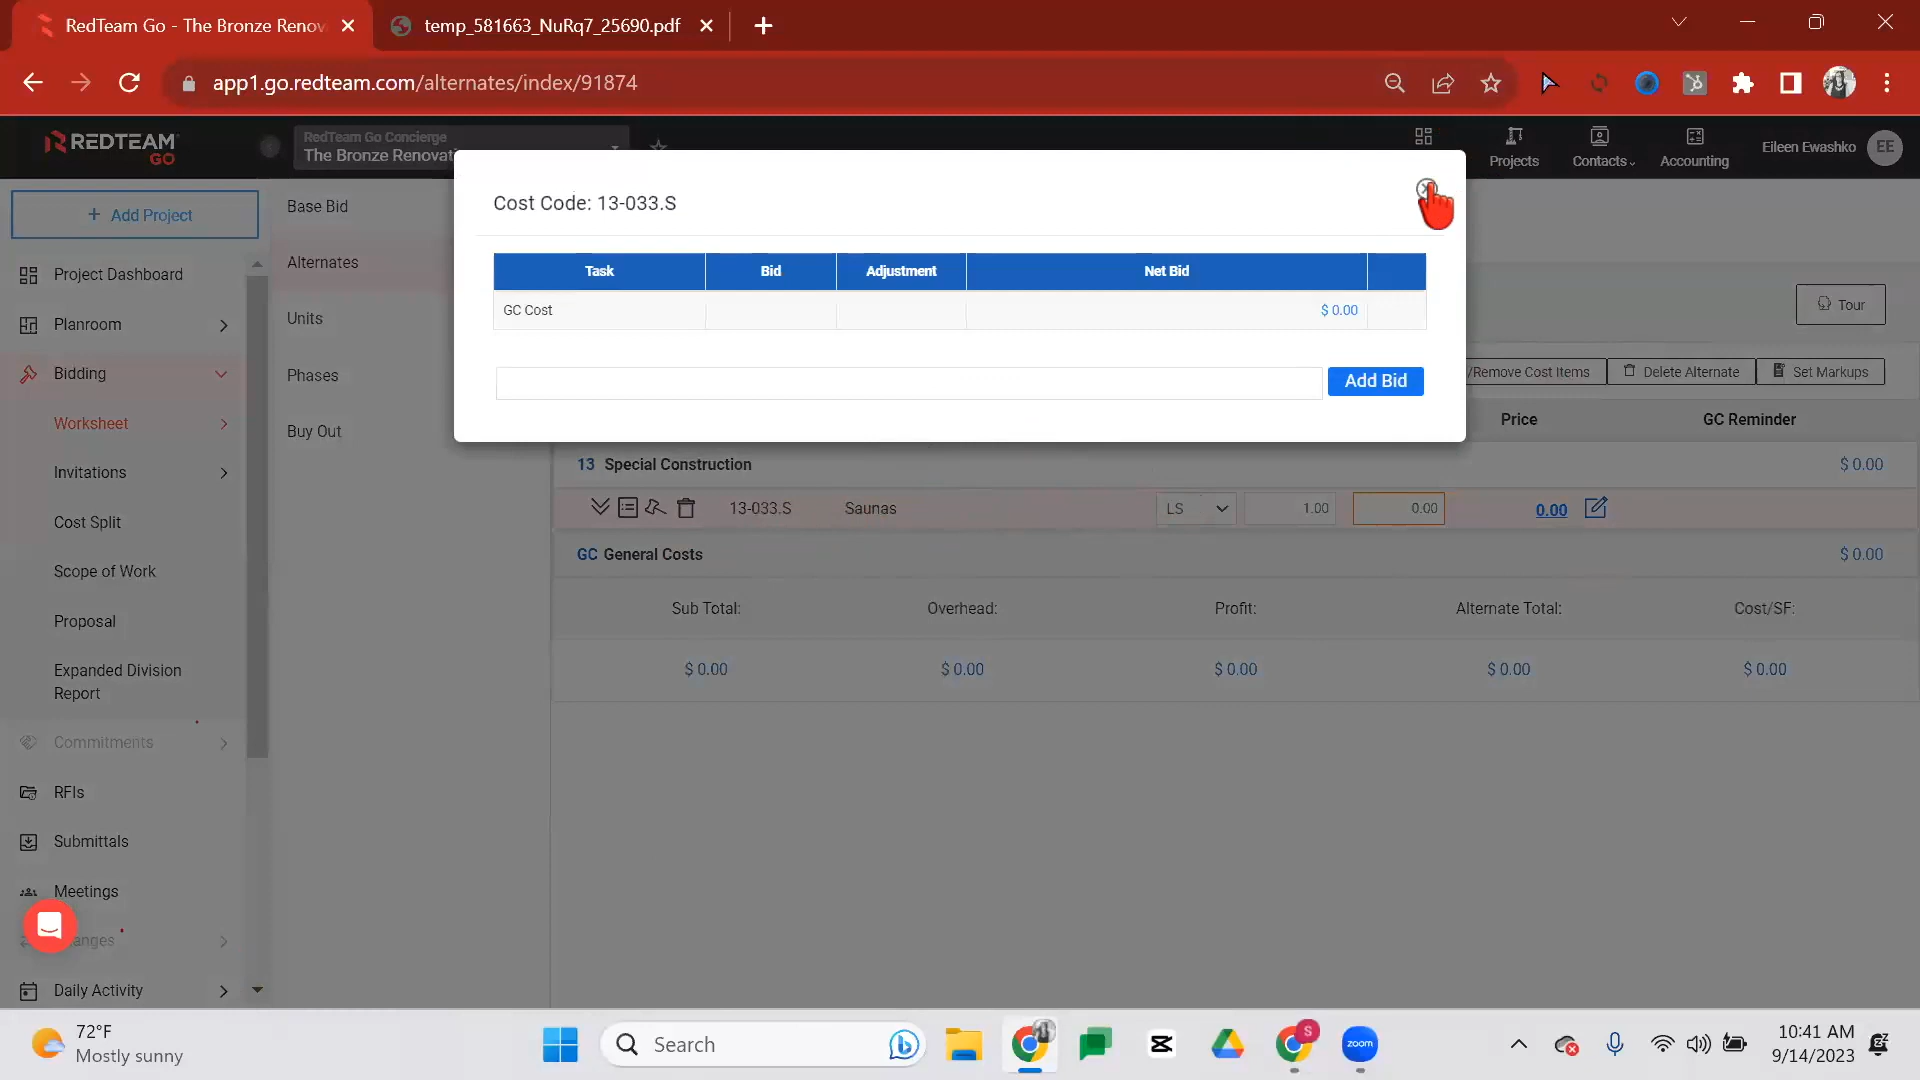 RedTeam Go - The Bronze Renov
temp_581663_NuRq7_25690.pdf
app1.go.redteam.com/alternates/index/91874
REDTEAM
GO
RedTeam Go Concierge
The Bronze Renovati
Projects
Contacts
Accounting
Eileen Ewashko
EE
+ Add Project
Project Dashboard
Planroom
Bidding
Worksheet
Invitations
Cost Split
Scope of Work
Proposal
Expanded Division
Report
Commitments
RFIs
Submittals
Meetings
anges
Daily Activity
Base Bid
Alternates
Units
Phases
Buy Out
Cost Code: 13-033.S
Task Bid Adjustment Net Bid
GC Cost $ 0.00
Add Bid
Tour
/Remove Cost Items Delete Alternate Set Markups
Price GC Reminder
13 Special Construction $ 0.00
13-033.S Saunas LS 1.00 0.00 0.00
GC General Costs $ 0.00
Sub Total: Overhead: Profit: Alternate Total: Cost/SF:
$ 0.00 $ 0.00 $ 0.00 $ 0.00 $ 0.00
72°F
Mostly sunny
Search
S
zoom
10:41 AM
9/14/2023